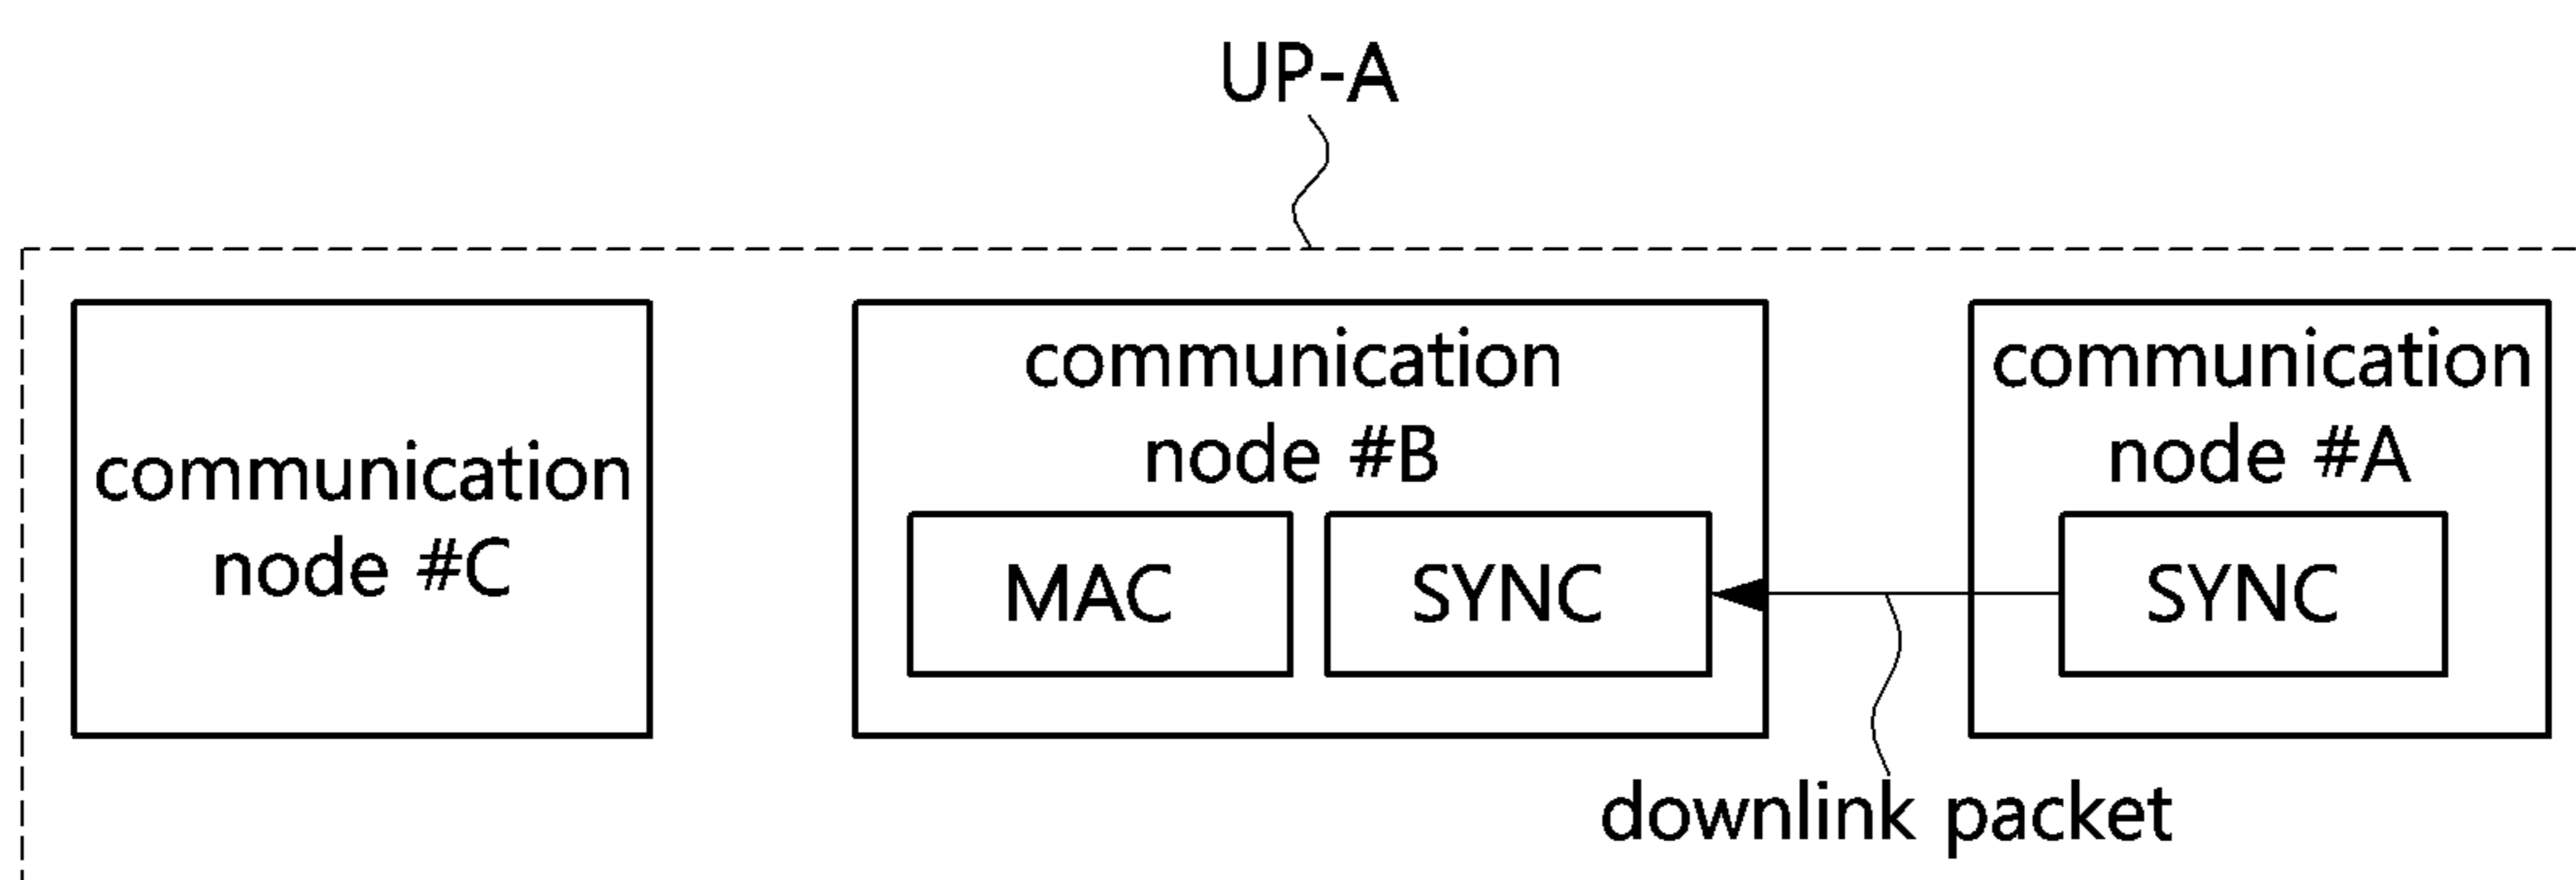 UP-A
communication
node #C
communication
node #B
MAC
SYNC
communication
node #A
SYNC
downlink packet